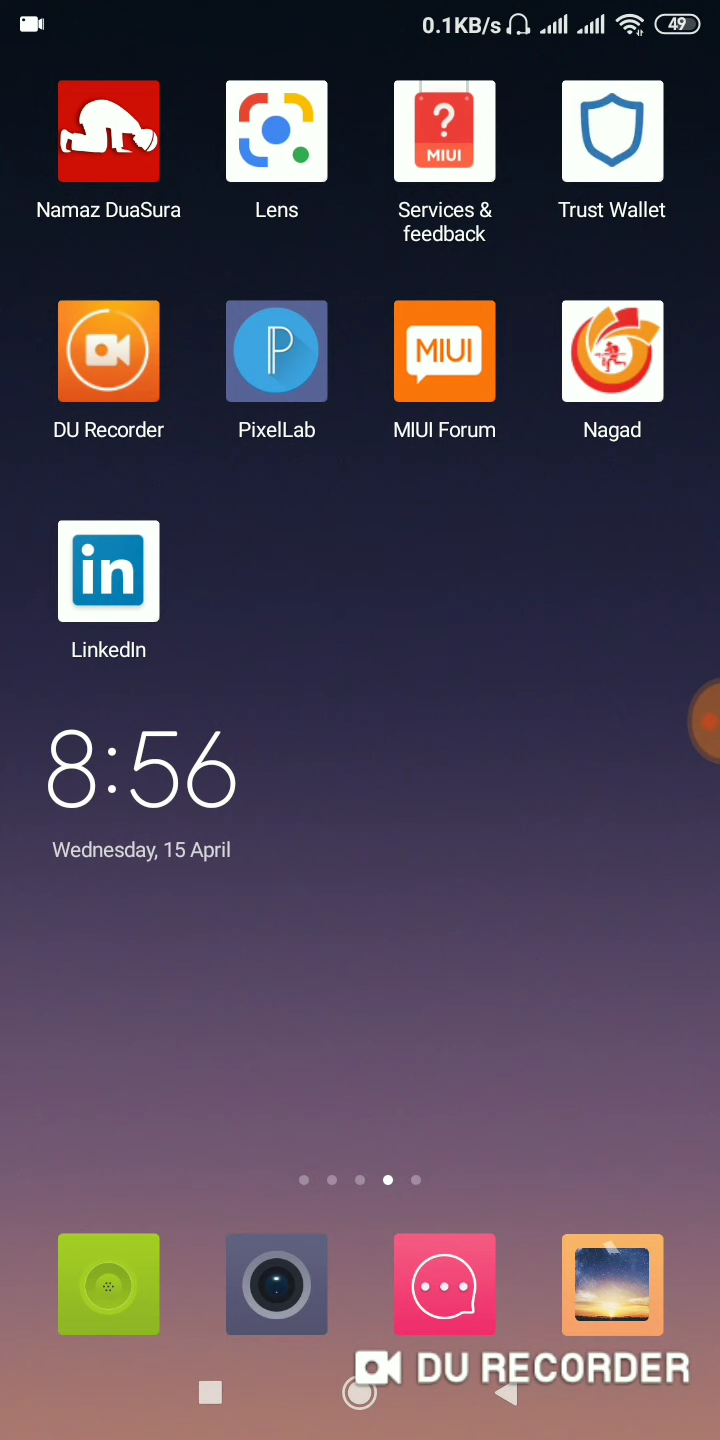 0.1KB/s 49
Namaz DuaSura
Lens
? MIUI
Services &
feedback
Trust Wallet
DU Recorder
P
PixelLab
MIUI
MIUI Forum
Nagad
in
LinkedIn
8:56
Wednesday, 15 April
DU RECORDER